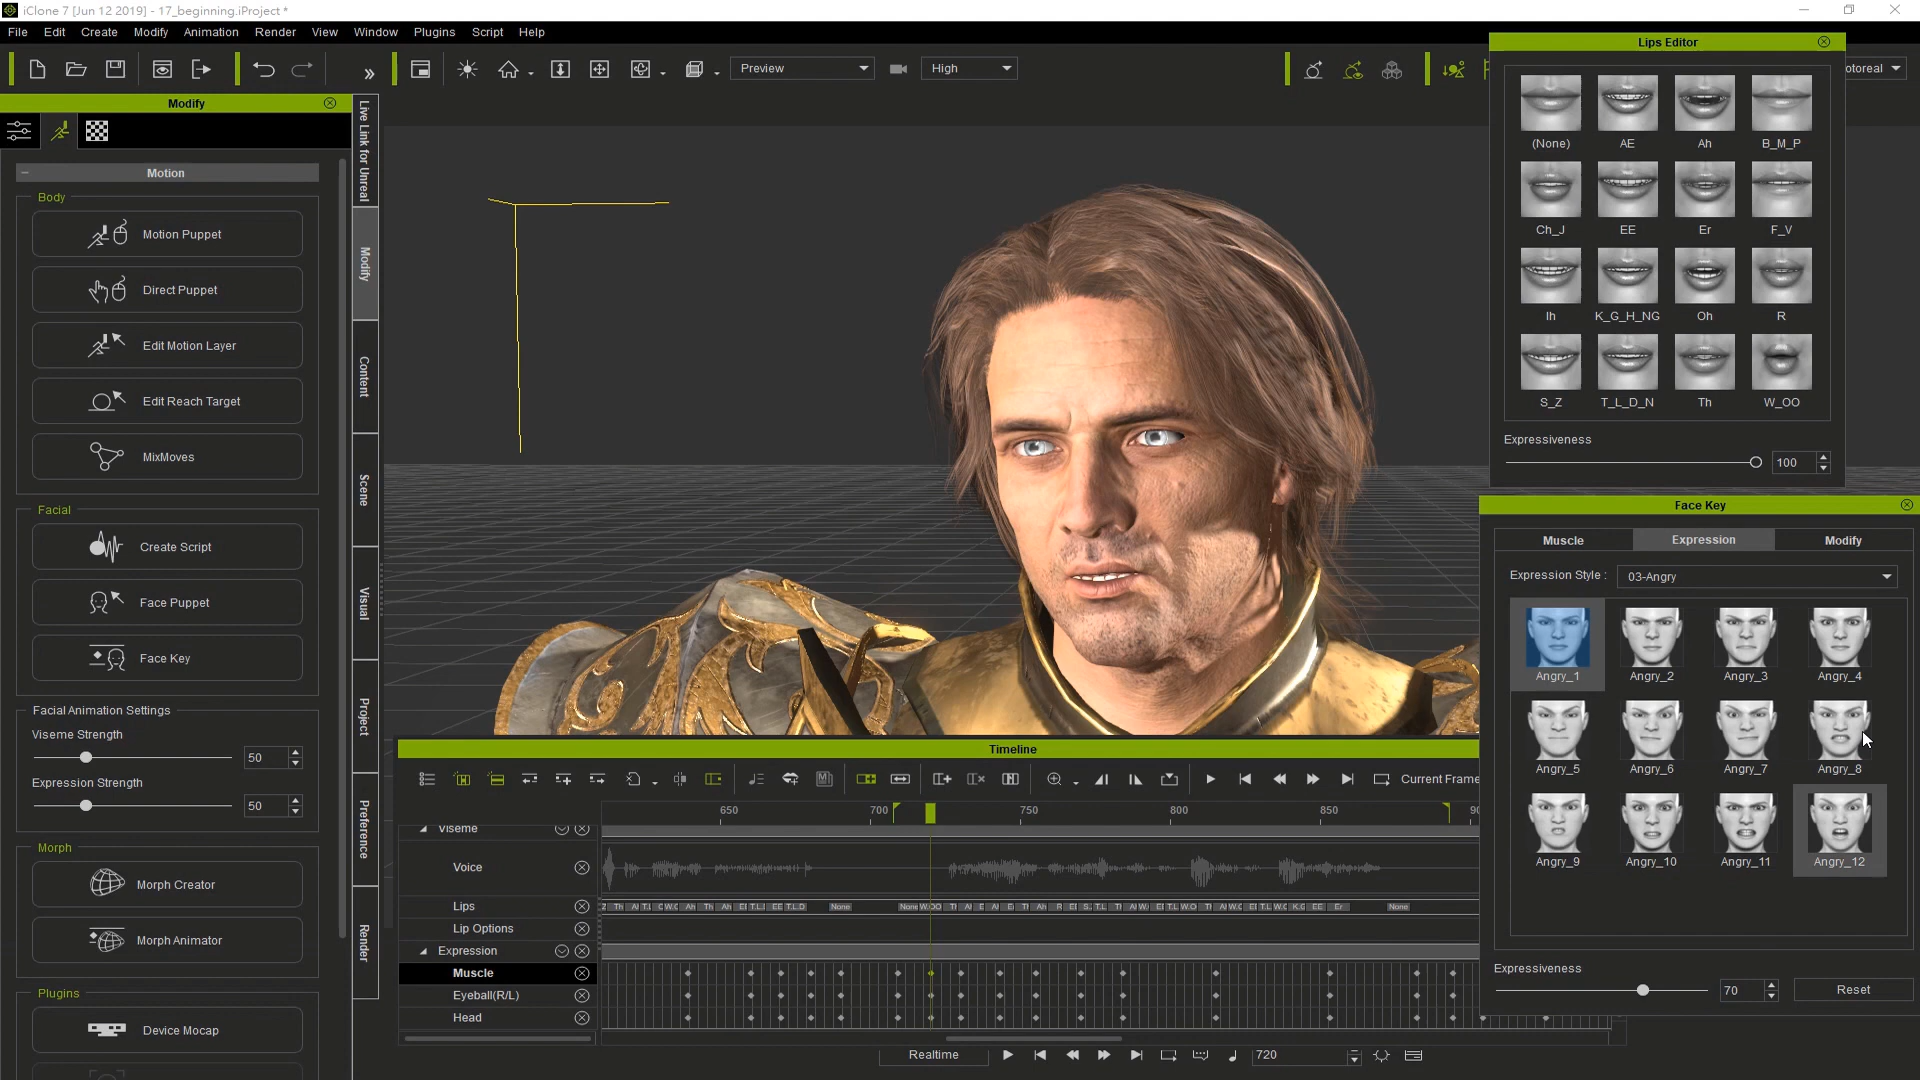 iClone 7 [Jun 12 2019] - 17_beginning.iProject *
File Edit Create Modify Animation Render View Window Plugins Script Help
Preview
High
otoreal
Modify
Motion
Body
Motion Puppet
Direct Puppet
Edit Motion Layer
Edit Reach Target
MixMoves
Facial
Create Script
Face Puppet
Face Key
Facial Animation Settings
Viseme Strength
50
Expression Strength
50
Morph
Morph Creator
Morph Animator
Plugins
Device Mocap
Live Link for Unreal
Modify
Content
Scene
Visual
Project
Preference
Render
Lips Editor
(None) AE Ah B_M_P
Ch_J EE Er F_V
Ih K_G_H_NG Oh R
S_Z T_L_D_N Th W_OO
Expressiveness
100
Face Key
Muscle Expression Modify
Expression Style : 03-Angry
Angry_1 Angry_2 Angry_3 Angry_4
Angry_5 Angry_6 Angry_7 Angry_8
Angry_9 Angry_10 Angry_11 Angry_12
Expressiveness
70 Reset
Timeline
Current Frame
650 700 750 800 850 90
Viseme
Voice
Lips
None None None
Lip Options
Expression
Muscle
Eyeball(R/L)
Head
Realtime 720